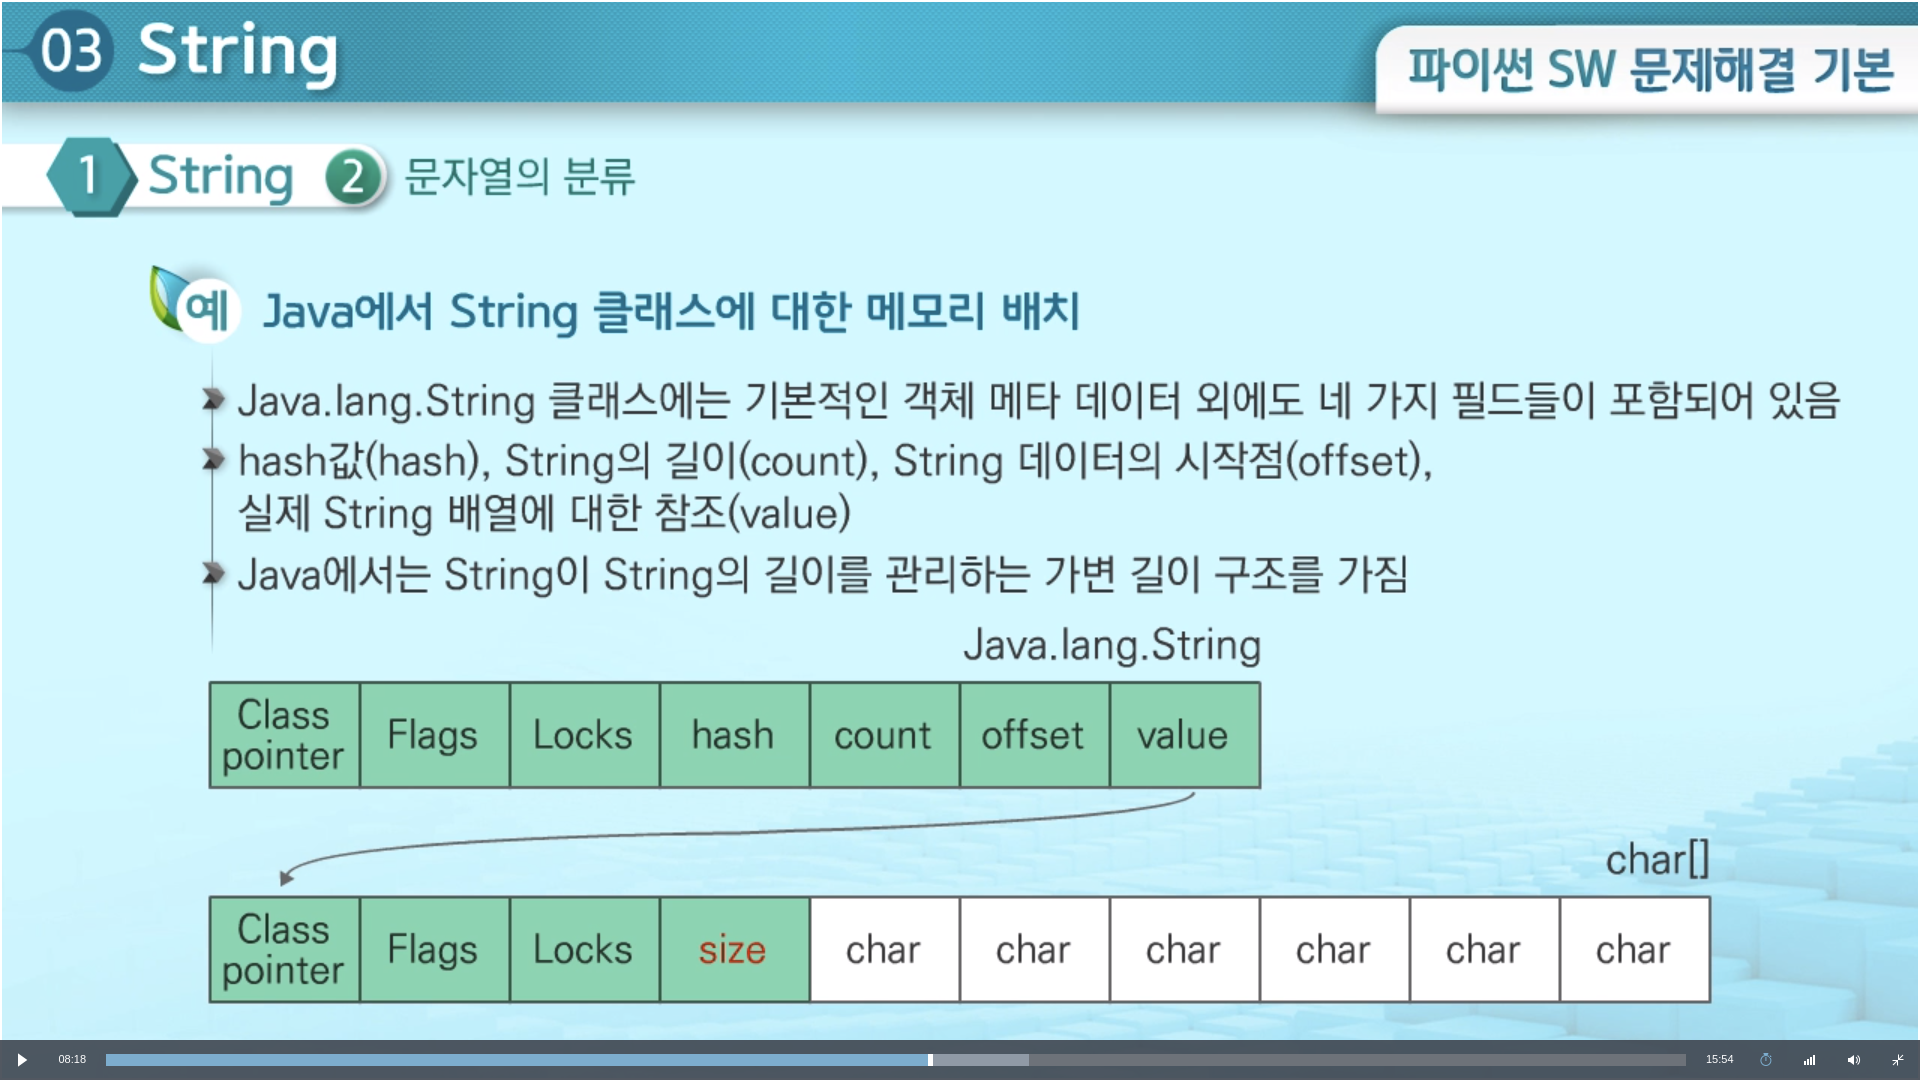 03 String
파이썬 SW 문제해결 기본
1 String 2 문자열의 분류
예 Java에서 String 클래스에 대한 메모리 배치
Java.lang.String 클래스에는 기본적인 객체 메타 데이터 외에도 네 가지 필드들이 포함되어 있음
hash값(hash), String의 길이(count), String 데이터의 시작점(offset),
실제 String 배열에 대한 참조(value)
Java에서는 String이 String의 길이를 관리하는 가변 길이 구조를 가짐
Java.lang.String
Class pointer Flags Locks hash count offset value
char[]
Class pointer Flags Locks size char char char char char char
08:18 15:54